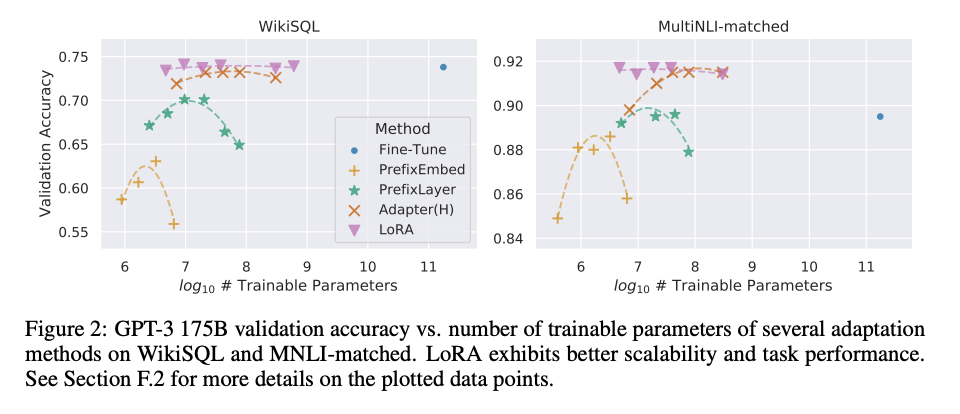 WikiSQL
MultiNLI-matched
Validation Accuracy
0.75
0.70
0.65
0.60
0.55
6 7 8 9 10 11
log10 # Trainable Parameters
Method
Fine-Tune
PrefixEmbed
PrefixLayer
Adapter(H)
LoRA
0.92
0.90
0.88
0.86
0.84
6 7 8 9 10 11
log10 # Trainable Parameters
Figure 2: GPT-3 175B validation accuracy vs. number of trainable parameters of several adaptation
methods on WikiSQL and MNLI-matched. LoRA exhibits better scalability and task performance.
See Section F.2 for more details on the plotted data points.